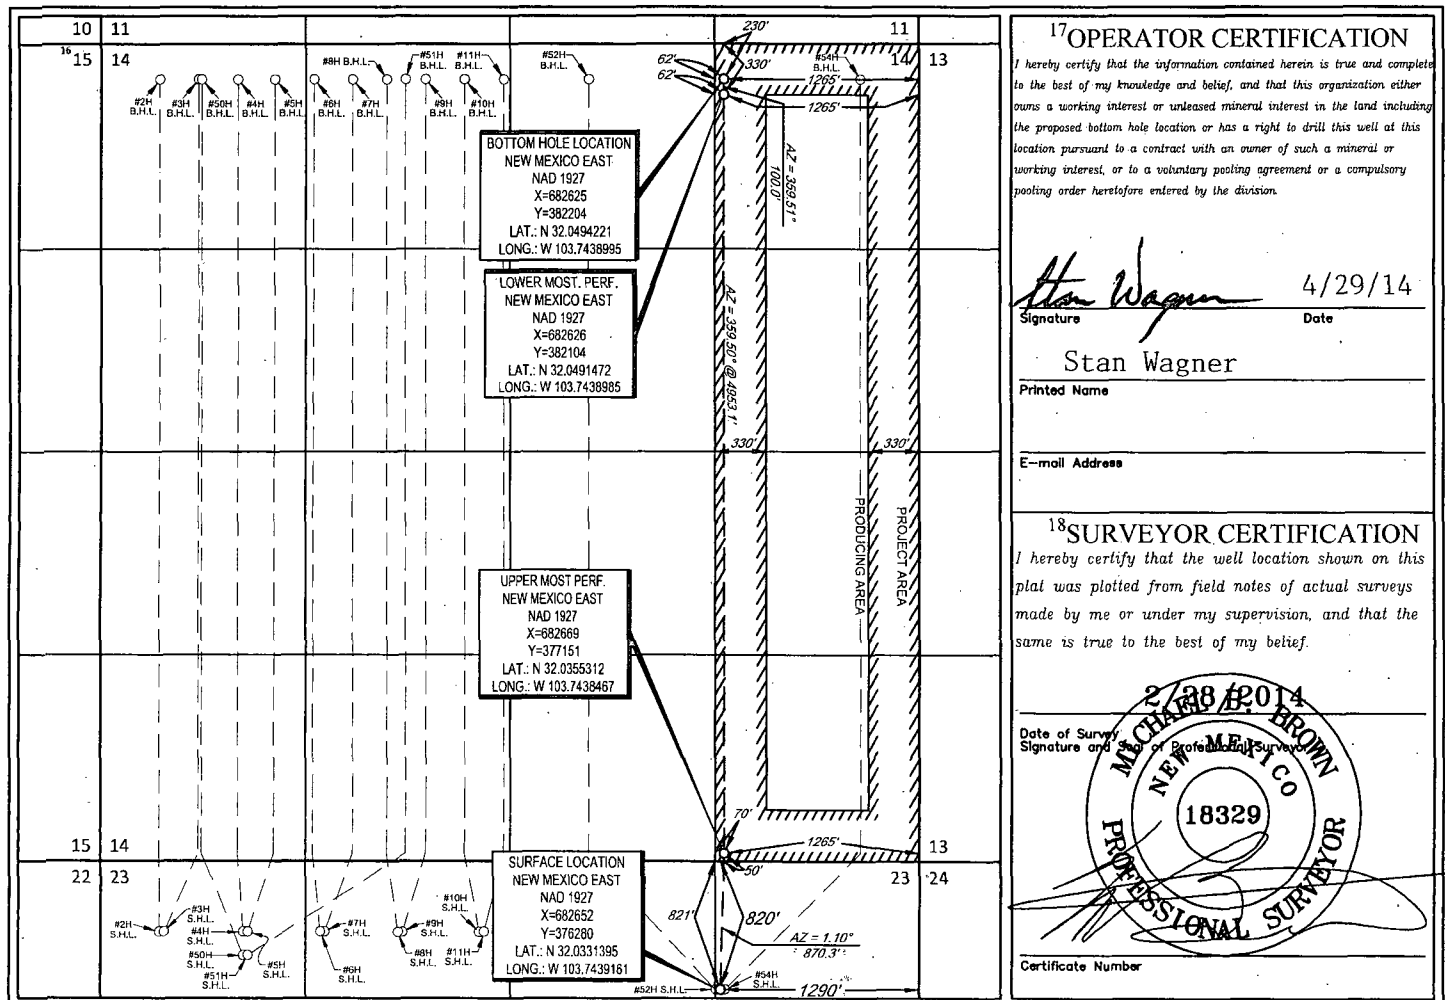 10 11
11
16
15 14
14 13
230'
330'
62'
62'
1265'
1265'
#8H B.H.L.
#51H
B.H.L.
#11H
B.H.L.
#52H
B.H.L.
#54H
B.H.L.
#2H
B.H.L.
#3H
B.H.L.
#50H
B.H.L.
#4H
B.H.L.
#5H
B.H.L.
#6H
B.H.L.
#7H
B.H.L.
#9H
B.H.L.
#10H
B.H.L.
BOTTOM HOLE LOCATION
NEW MEXICO EAST
NAD 1927
X=682625
Y=382204
LAT.: N 32.0494221
LONG.: W 103.7438995
AZ = 359.51°
100.0'
LOWER MOST. PERF.
NEW MEXICO EAST
NAD 1927
X=682626
Y=382104
LAT.: N 32.0491472
LONG.: W 103.7438985
AZ = 359.50° @ 4953.1'
330'
330'
PRODUCING AREA
PROJECT AREA
UPPER MOST PERF.
NEW MEXICO EAST
NAD 1927
X=682669
Y=377151
LAT.: N 32.0355312
LONG.: W 103.7438467
70'
1265'
50'
15 14
13
22 23
23 24
SURFACE LOCATION
NEW MEXICO EAST
NAD 1927
X=682652
Y=376280
LAT.: N 32.0331395
LONG.: W 103.7439161
821'
820'
AZ = 1.10°
870.3'
#2H
S.H.L.
#3H
S.H.L.
#4H
S.H.L.
#50H
S.H.L.
#51H
S.H.L.
#5H
S.H.L.
#7H
S.H.L.
#6H
S.H.L.
#9H
S.H.L.
#8H
S.H.L.
#10H
S.H.L.
#11H
S.H.L.
#52H S.H.L.
#54H
S.H.L.
1290'
17 OPERATOR CERTIFICATION
I hereby certify that the information contained herein is true and complete
to the best of my knowledge and belief, and that this organization either
owns a working interest or unleased mineral interest in the land including
the proposed bottom hole location or has a right to drill this well at this
location pursuant to a contract with an owner of such a mineral or
working interest, or to a voluntary pooling agreement or a compulsory
pooling order heretofore entered by the division.
Stan Wagner
4/29/14
Signature
Date
Stan Wagner
Printed Name
E-mail Address
18 SURVEYOR CERTIFICATION
I hereby certify that the well location shown on this
plat was plotted from field notes of actual surveys
made by me or under my supervision, and that the
same is true to the best of my belief.
2/28/2014
Date of Survey
Signature and Seal of Professional Surveyor
MICHAEL B. BROWN
NEW MEXICO
18329
PROFESSIONAL SURVEYOR
Certificate Number